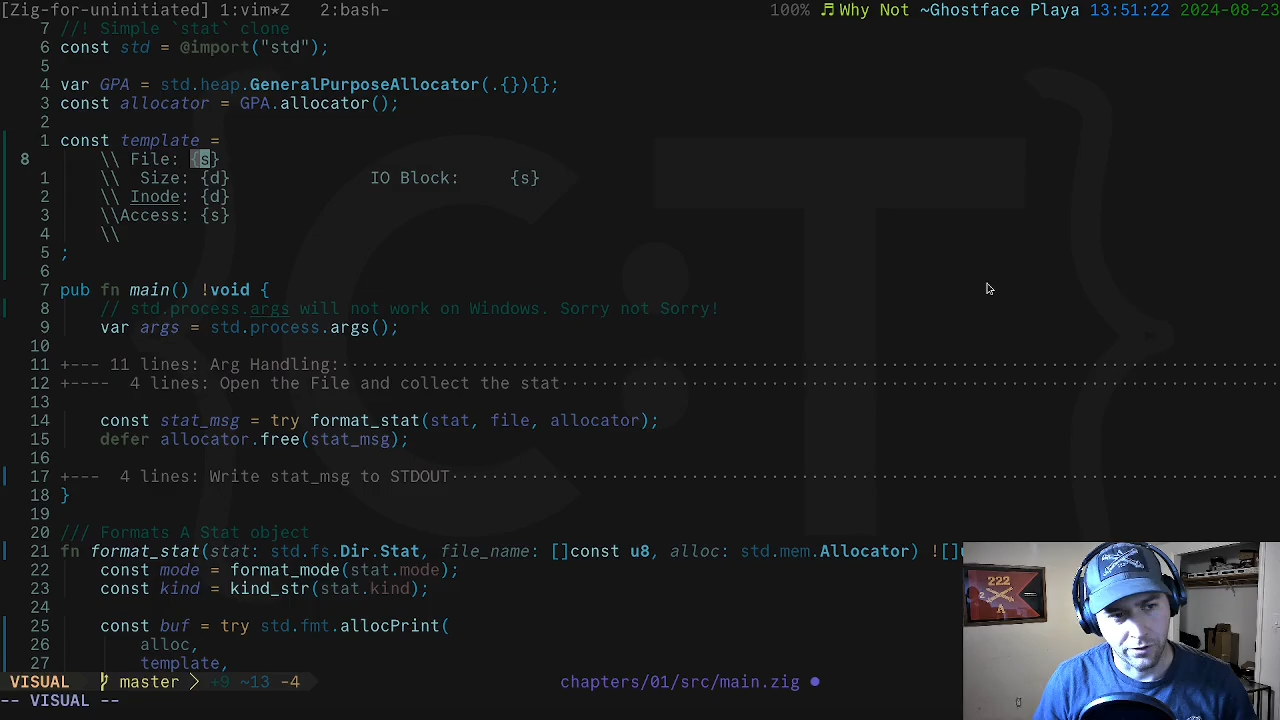 [Zig-for-uninitiated] 1:vim*Z 2:bash- 100% ♫Why Not ~Ghostface Playa 13:51:22 2024-08-23
7 //! Simple `stat` clone
6 const std = @import("std");
5
4 var GPA = std.heap.GeneralPurposeAllocator(.{}){};
3 const allocator = GPA.allocator();
2
1 const template =
8 \\ File: {s}
1 \\ Size: {d} IO Block: {s}
2 \\ Inode: {d}
3 \\Access: {s}
4 \\
5 ;
6
7 pub fn main() !void {
8 // std.process.args will not work on Windows. Sorry not Sorry!
9 var args = std.process.args();
10
11 +--- 11 lines: Arg Handling:
12 +---- 4 lines: Open the File and collect the stat
13
14 const stat_msg = try format_stat(stat, file, allocator);
15 defer allocator.free(stat_msg);
16
17 +--- 4 lines: Write stat_msg to STDOUT
18 }
19
20 /// Formats A Stat object
21 fn format_stat(stat: std.fs.Dir.Stat, file_name: []const u8, alloc: std.mem.Allocator) ![]
22 const mode = format_mode(stat.mode);
23 const kind = kind_str(stat.kind);
24
25 const buf = try std.fmt.allocPrint(
26 alloc,
27 template,
222
2
A
VISUAL master +9 ~13 -4 chapters/01/src/main.zig ●
-- VISUAL --